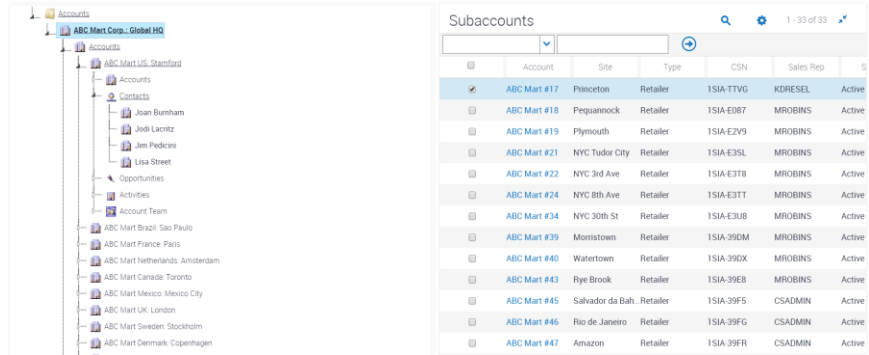 Accounts
ABC Mart Corp.: Global HQ
Accounts
ABC Mart US: Stamford
Accounts
Contacts
Joan Burnham
Jodi Lacritz
Jim Pedicini
Lisa Street
Opportunities
Activities
Account Team
ABC Mart Brazil: Sao Paulo
ABC Mart France: Paris
ABC Mart Netherlands: Amsterdam
ABC Mart Canada: Toronto
ABC Mart Mexico: Mexico City
ABC Mart UK: London
ABC Mart Sweden: Stockholm
ABC Mart Denmark: Copenhagen
Subaccounts 1 - 33 of 33
Account Site Type CSN Sales Rep S
ABC Mart #17 Princeton Retailer 1SIA-TTVG KDRESEL Active
ABC Mart #18 Pequannock Retailer 1SIA-E087 MROBINS Active
ABC Mart #19 Plymouth Retailer 1SIA-E2V9 MROBINS Active
ABC Mart #21 NYC Tudor City Retailer 1SIA-E3SL MROBINS Active
ABC Mart #22 NYC 3rd Ave Retailer 1SIA-E3T8 MROBINS Active
ABC Mart #24 NYC 8th Ave Retailer 1SIA-E3TT MROBINS Active
ABC Mart #34 NYC 30th St Retailer 1SIA-E3U8 MROBINS Active
ABC Mart #39 Morristown Retailer 1SIA-39DM MROBINS Active
ABC Mart #40 Watertown Retailer 1SIA-39DX MROBINS Active
ABC Mart #43 Rye Brook Retailer 1SIA-39E8 MROBINS Active
ABC Mart #45 Salvador da Bah... Retailer 1SIA-39F5 CSADMIN Active
ABC Mart #46 Rio de Janeiro Retailer 1SIA-39FG CSADMIN Active
ABC Mart #47 Amazon Retailer 1SIA-39FR CSADMIN Active